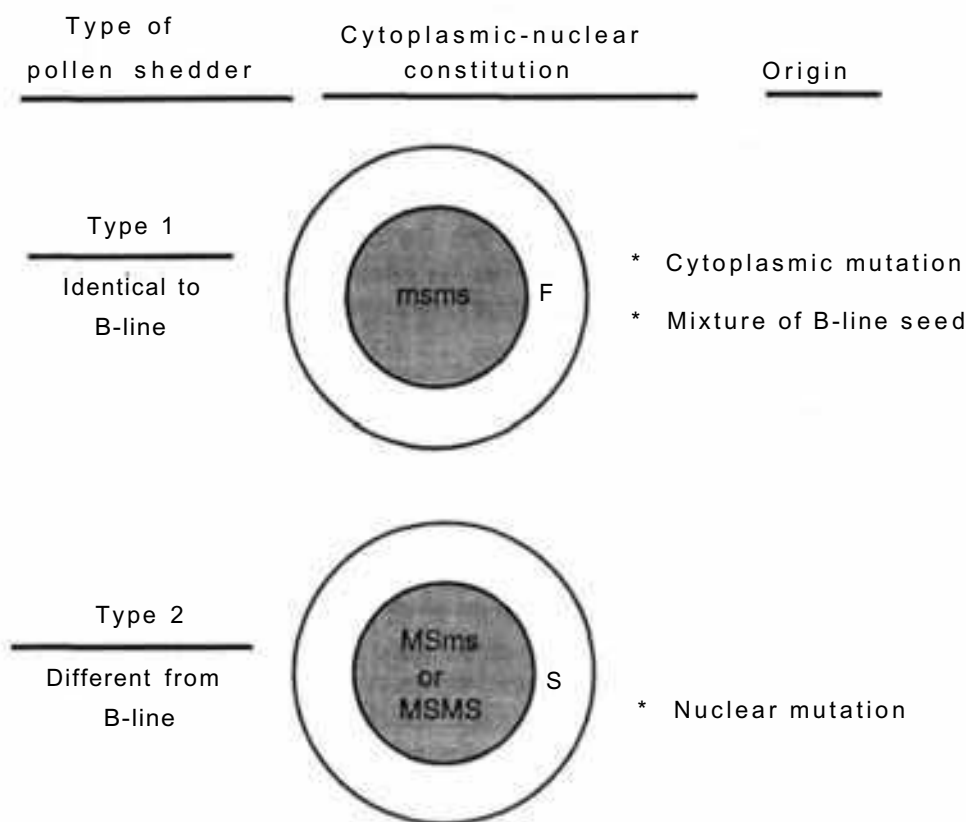 Type of
pollen shedder
Cytoplasmic-nuclear
constitution
Origin
Type 1
Identical to
B-line
msms
F
* Cytoplasmic mutation
* Mixture of B-line seed
Type 2
Different from
B-line
MSms
or
MSMS
S
* Nuclear mutation